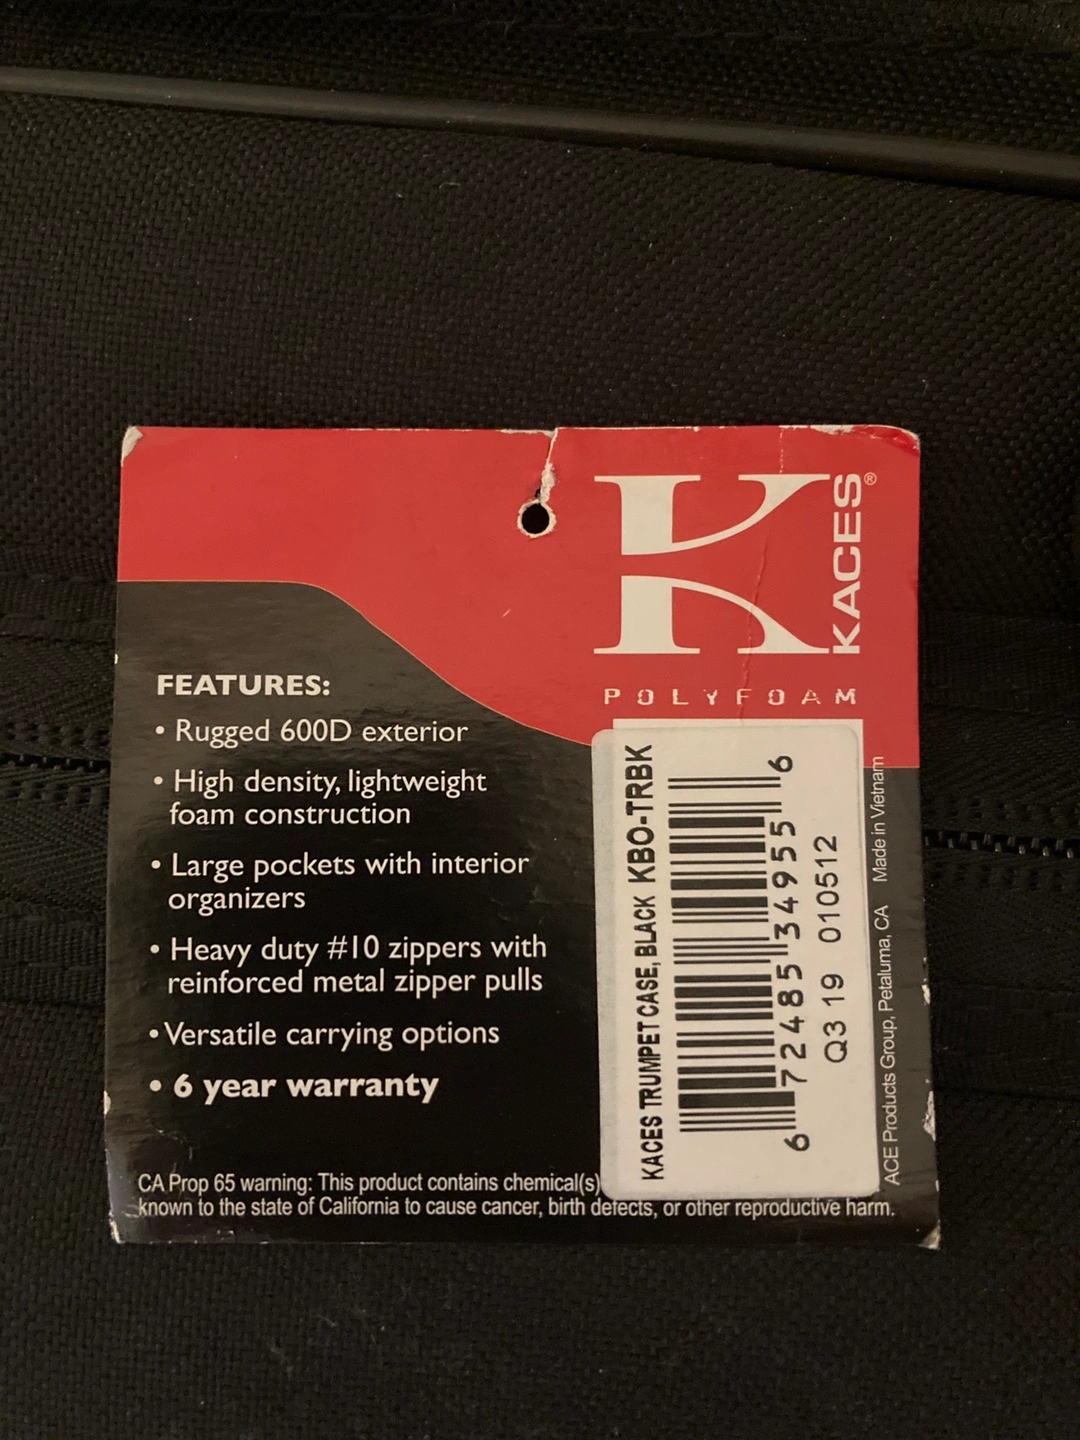 K
KACES®
POLYFOAM
FEATURES:
• Rugged 600D exterior
• High density, lightweight
foam construction
• Large pockets with interior
organizers
• Heavy duty #10 zippers with
reinforced metal zipper pulls
• Versatile carrying options
• 6 year warranty
KACES TRUMPET CASE, BLACK KBO-TRBK
6 72485 34955 6
Q3 19 010512
ACE Products Group, Petaluma, CA Made in Vietnam
CA Prop 65 warning: This product contains chemical(s)
known to the state of California to cause cancer, birth defects, or other reproductive harm.